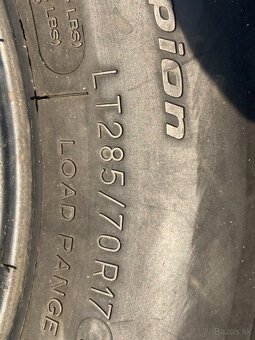 pion
LBS)
LBS)
LT285/70R17
LOAD RANGE
© Bazos.sk